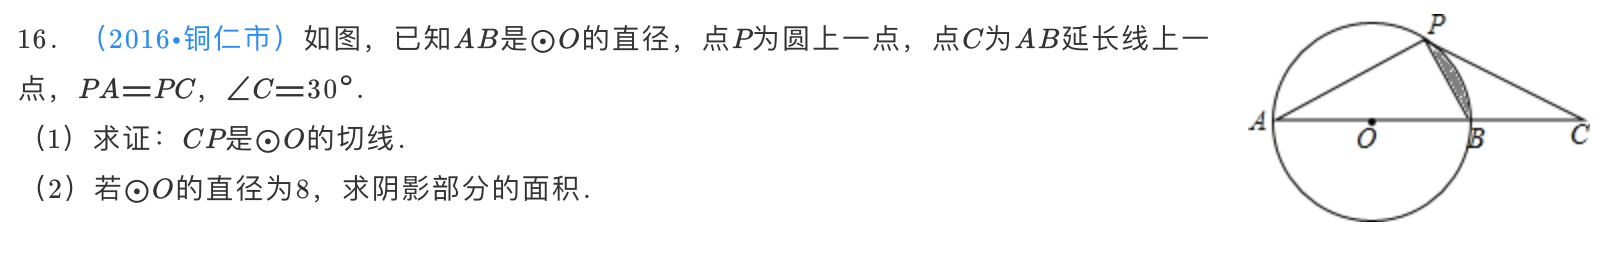 16. （2016•铜仁市）如图，已知AB是⊙O的直径，点P为圆上一点，点C为AB延长线上一
点，PA＝PC，∠C＝30°.
（1）求证：CP是⊙O的切线.
（2）若⊙O的直径为8，求阴影部分的面积.
P
A
O
B
C